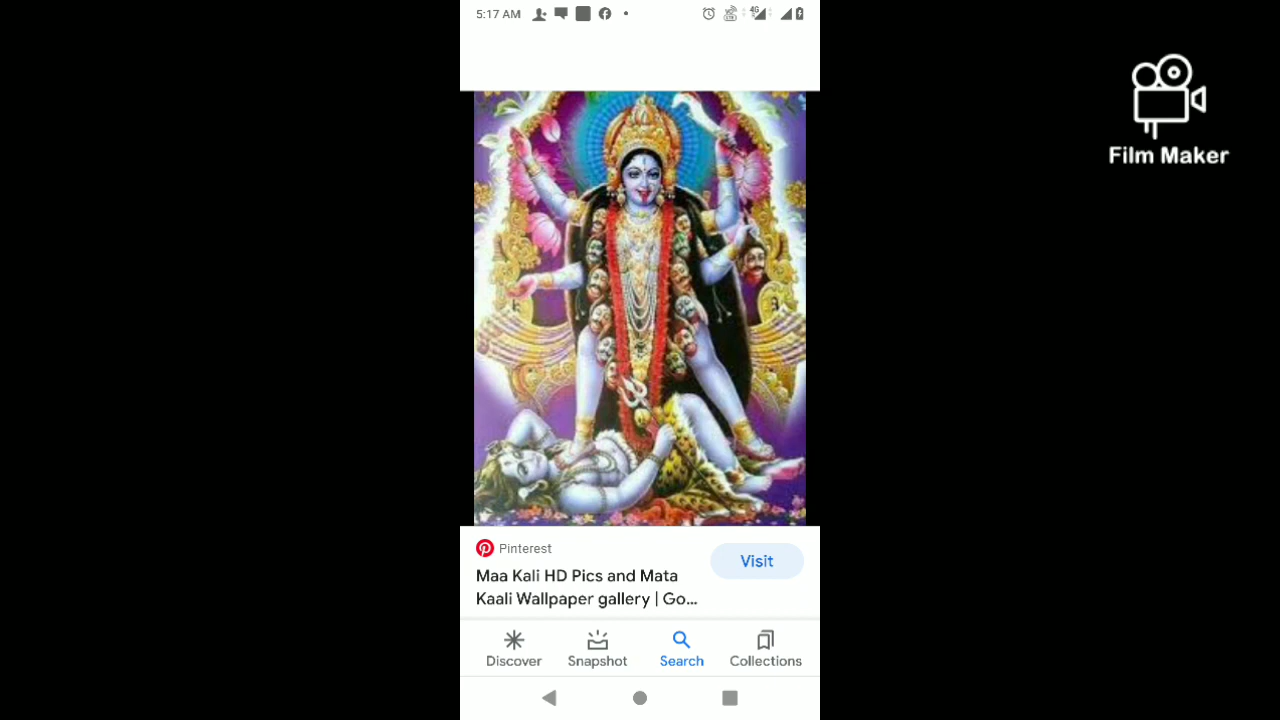 5:17 AM
4G
Film Maker
Pinterest
Visit
Maa Kali HD Pics and Mata
Kaali Wallpaper gallery | Go...
Discover
Snapshot
Search
Collections